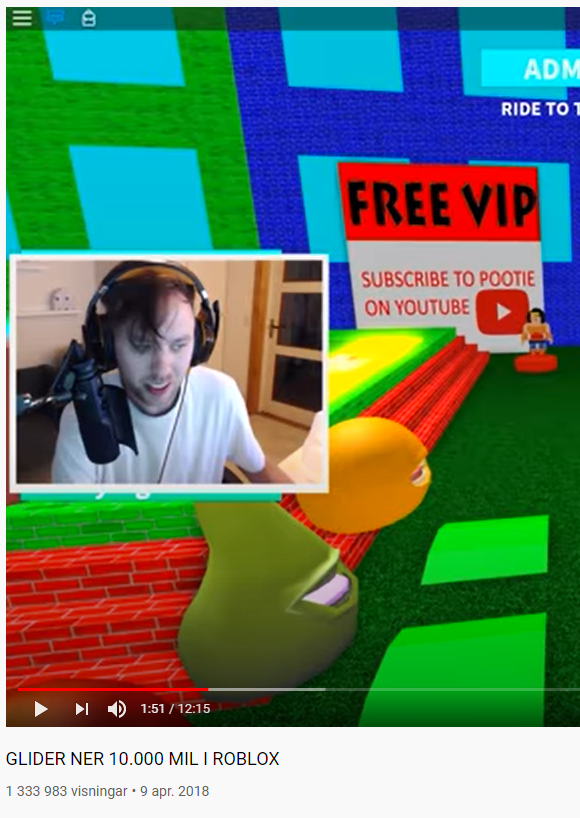 ADM
RIDE TO T
FREE VIP
SUBSCRIBE TO POOTIE
ON YOUTUBE
1:51 / 12:15
GLIDER NER 10.000 MIL I ROBLOX
1 333 983 visningar • 9 apr. 2018